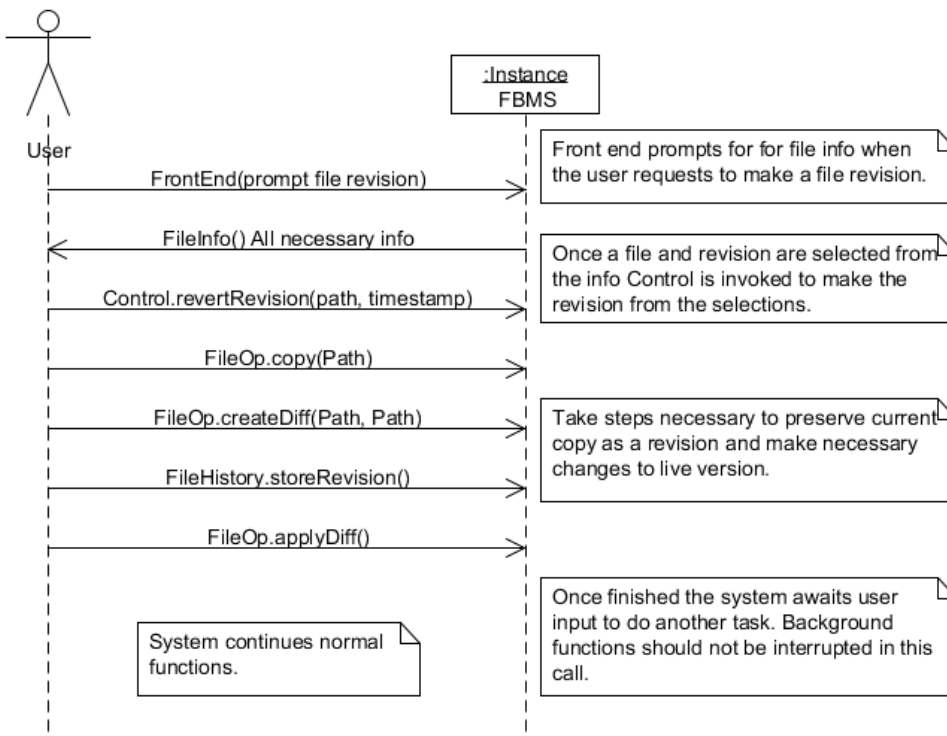 :Instance
FBMS
User
Front end prompts for for file info when
the user requests to make a file revision.
FrontEnd(prompt file revision)
FileInfo() All necessary info
Once a file and revision are selected from
the info Control is invoked to make the
revision from the selections.
Control.revertRevision(path, timestamp)
FileOp.copy(Path)
FileOp.createDiff(Path, Path)
Take steps necessary to preserve current
copy as a revision and make necessary
changes to live version.
FileHistory.storeRevision()
FileOp.applyDiff()
Once finished the system awaits user
input to do another task. Background
functions should not be interrupted in this
call.
System continues normal
functions.